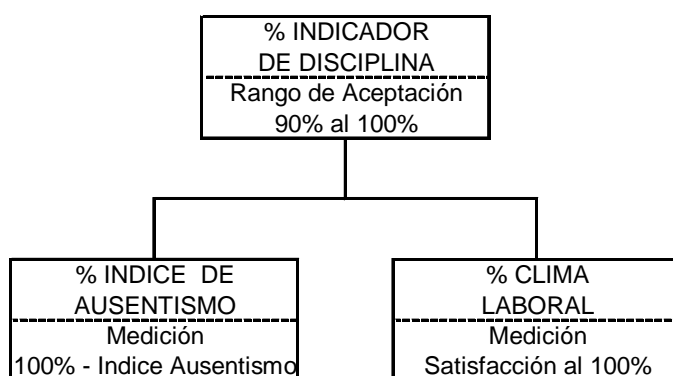 % INDICADOR
DE DISCIPLINA
Rango de Aceptación
90% al 100%
% INDICE DE
AUSENTISMO
Medición
100% - Indice Ausentismo
% CLIMA
LABORAL
Medición
Satisfacción al 100%